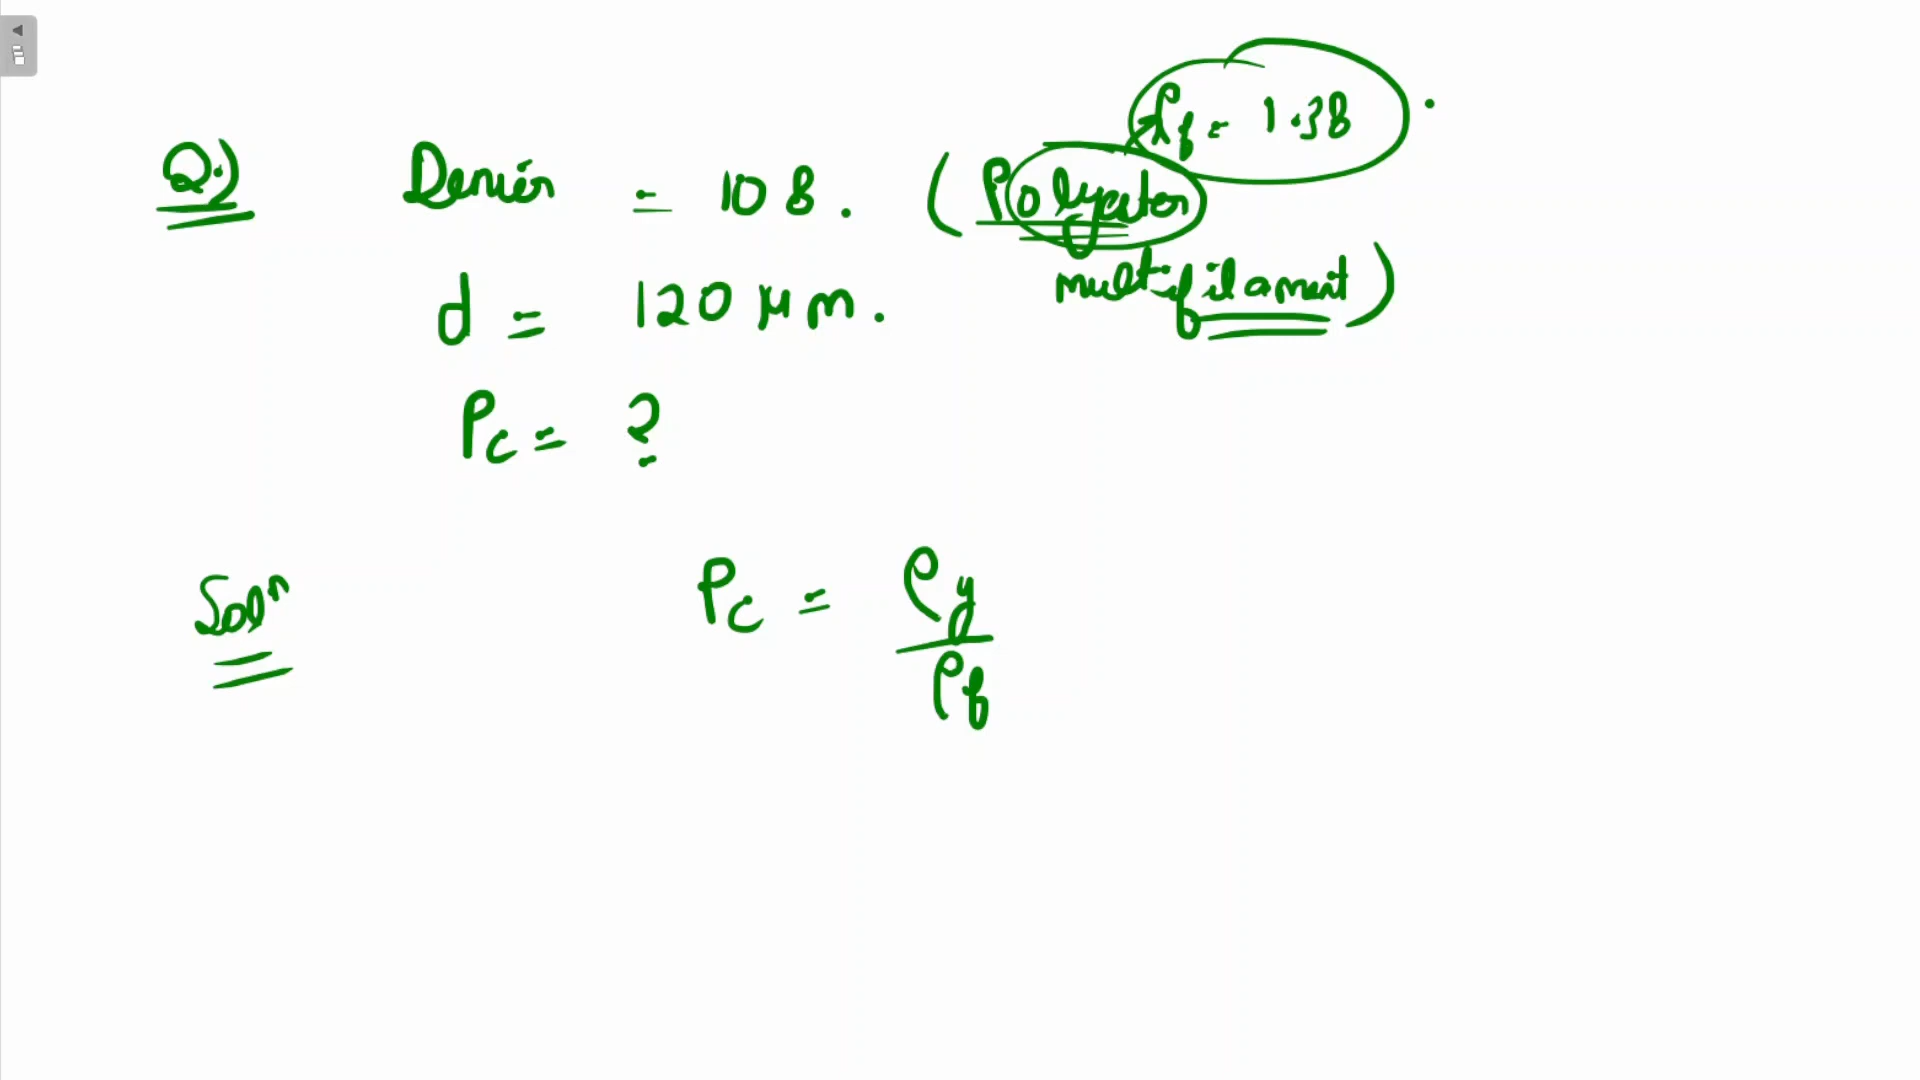 ρf = 1.38.
Q.) Denier = 108. (Polyester
multifilament)
d = 120 μm.
Pc = ?
Solⁿ Pc = ρy / ρf